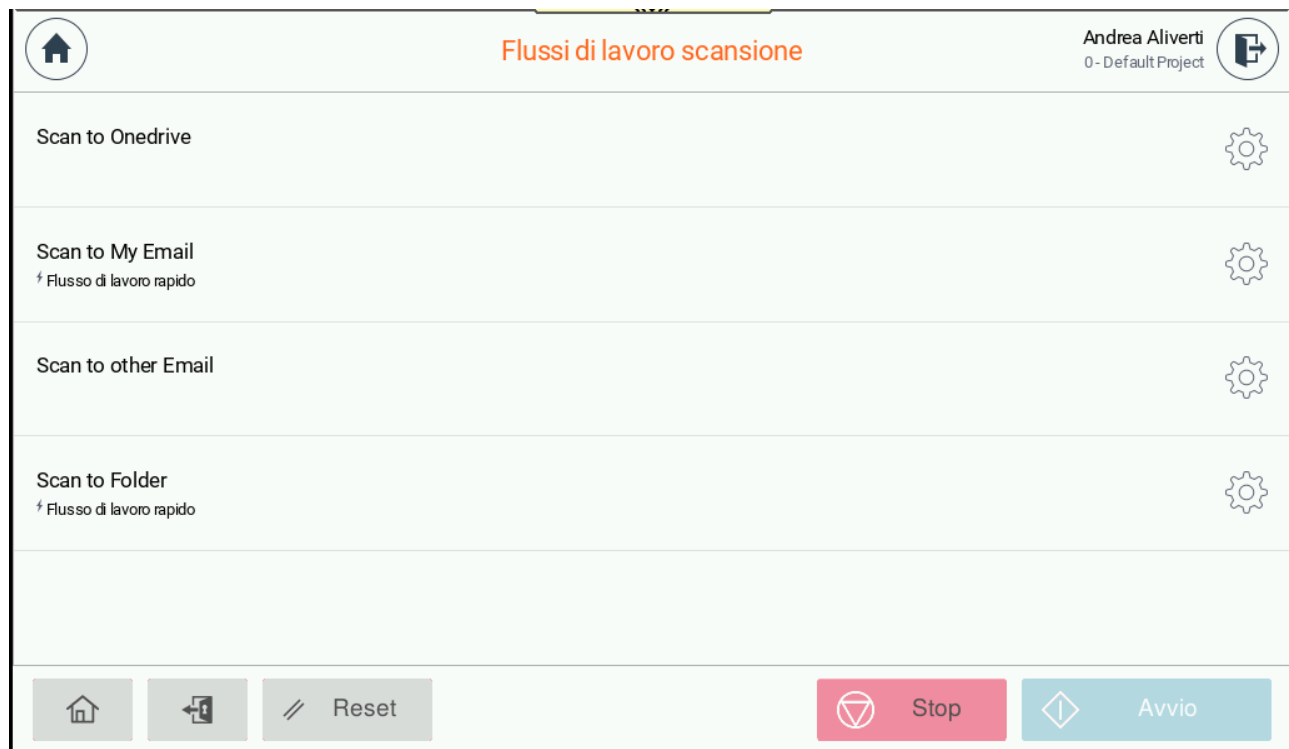 Flussi di lavoro scansione
Andrea Aliverti
0 - Default Project
Scan to Onedrive
Scan to My Email
Flusso di lavoro rapido
Scan to other Email
Scan to Folder
Flusso di lavoro rapido
Reset
Stop
Avvio